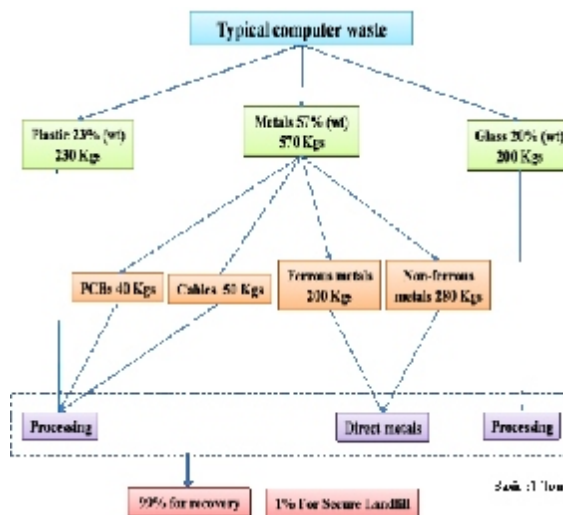 Typical computer waste
Plastic 23% (wt)
230 Kgs
Metals 57% (wt)
570 Kgs
Glass 20% (wt)
200 Kgs
PCBs 40 Kgs
Cables 50 Kgs
Ferrous metals
200 Kgs
Non-ferrous
metals 280 Kgs
Processing
Direct metals
Processing
99% for recovery
1% For Secure Landfill